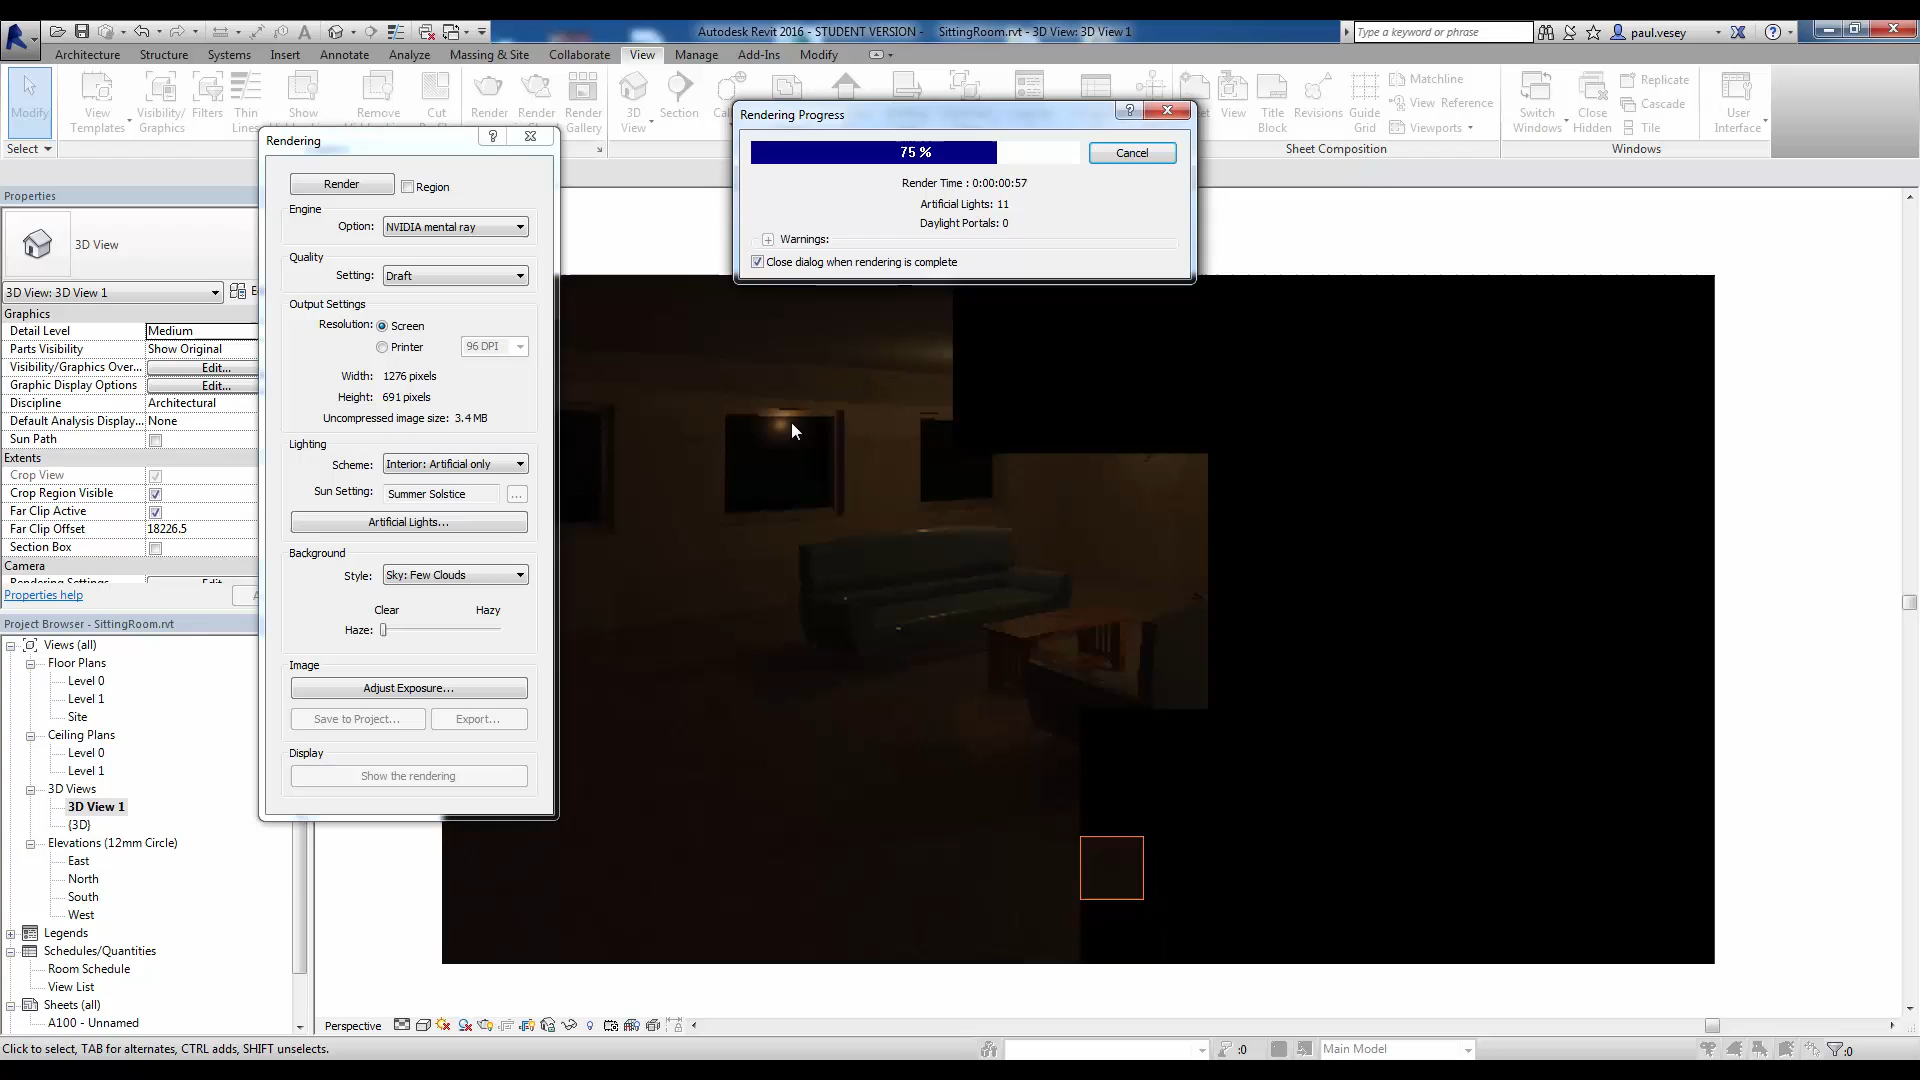 Autodesk Revit 2016 - STUDENT VERSION - SittingRoom.rvt - 3D View: 3D View 1
Type a keyword or phrase
paul.vesey
Architecture Structure Systems Insert Annotate Analyze Massing & Site Collaborate View Manage Add-Ins Modify
Modify
View Templates
Visibility/ Graphics
Filters
Thin
Show
Remove
Cut
Render
Render
Render Gallery
3D View
Section
View
Title Block
Revisions
Guide Grid
Matchline
View Reference
Viewports
Switch Windows
Close Hidden
Replicate
Cascade
Tile
User Interface
Select
Sheet Composition
Windows
Rendering
Render
Region
Engine
Option: NVIDIA mental ray
Quality
Setting: Draft
Output Settings
Resolution: Screen
Printer 96 DPI
Width: 1276 pixels
Height: 691 pixels
Uncompressed image size: 3.4 MB
Lighting
Scheme: Interior: Artificial only
Sun Setting: Summer Solstice ...
Artificial Lights...
Background
Style: Sky: Few Clouds
Clear Hazy
Haze:
Image
Adjust Exposure...
Save to Project... Export...
Display
Show the rendering
Rendering Progress
75 %
Cancel
Render Time : 0:00:00:57
Artificial Lights: 11
Daylight Portals: 0
Warnings:
Close dialog when rendering is complete
Properties
3D View
3D View: 3D View 1
Graphics
Detail Level Medium
Parts Visibility Show Original
Visibility/Graphics Over... Edit...
Graphic Display Options Edit...
Discipline Architectural
Default Analysis Display... None
Sun Path
Extents
Crop View
Crop Region Visible
Far Clip Active
Far Clip Offset 18226.5
Section Box
Camera
Rendering Settings Edit...
Properties help
Project Browser - SittingRoom.rvt
Views (all)
Floor Plans
Level 0
Level 1
Site
Ceiling Plans
Level 0
Level 1
3D Views
3D View 1
{3D}
Elevations (12mm Circle)
East
North
South
West
Legends
Schedules/Quantities
Room Schedule
View List
Sheets (all)
A100 - Unnamed
Perspective
Click to select, TAB for alternates, CTRL adds, SHIFT unselects.
:0
Main Model
:0